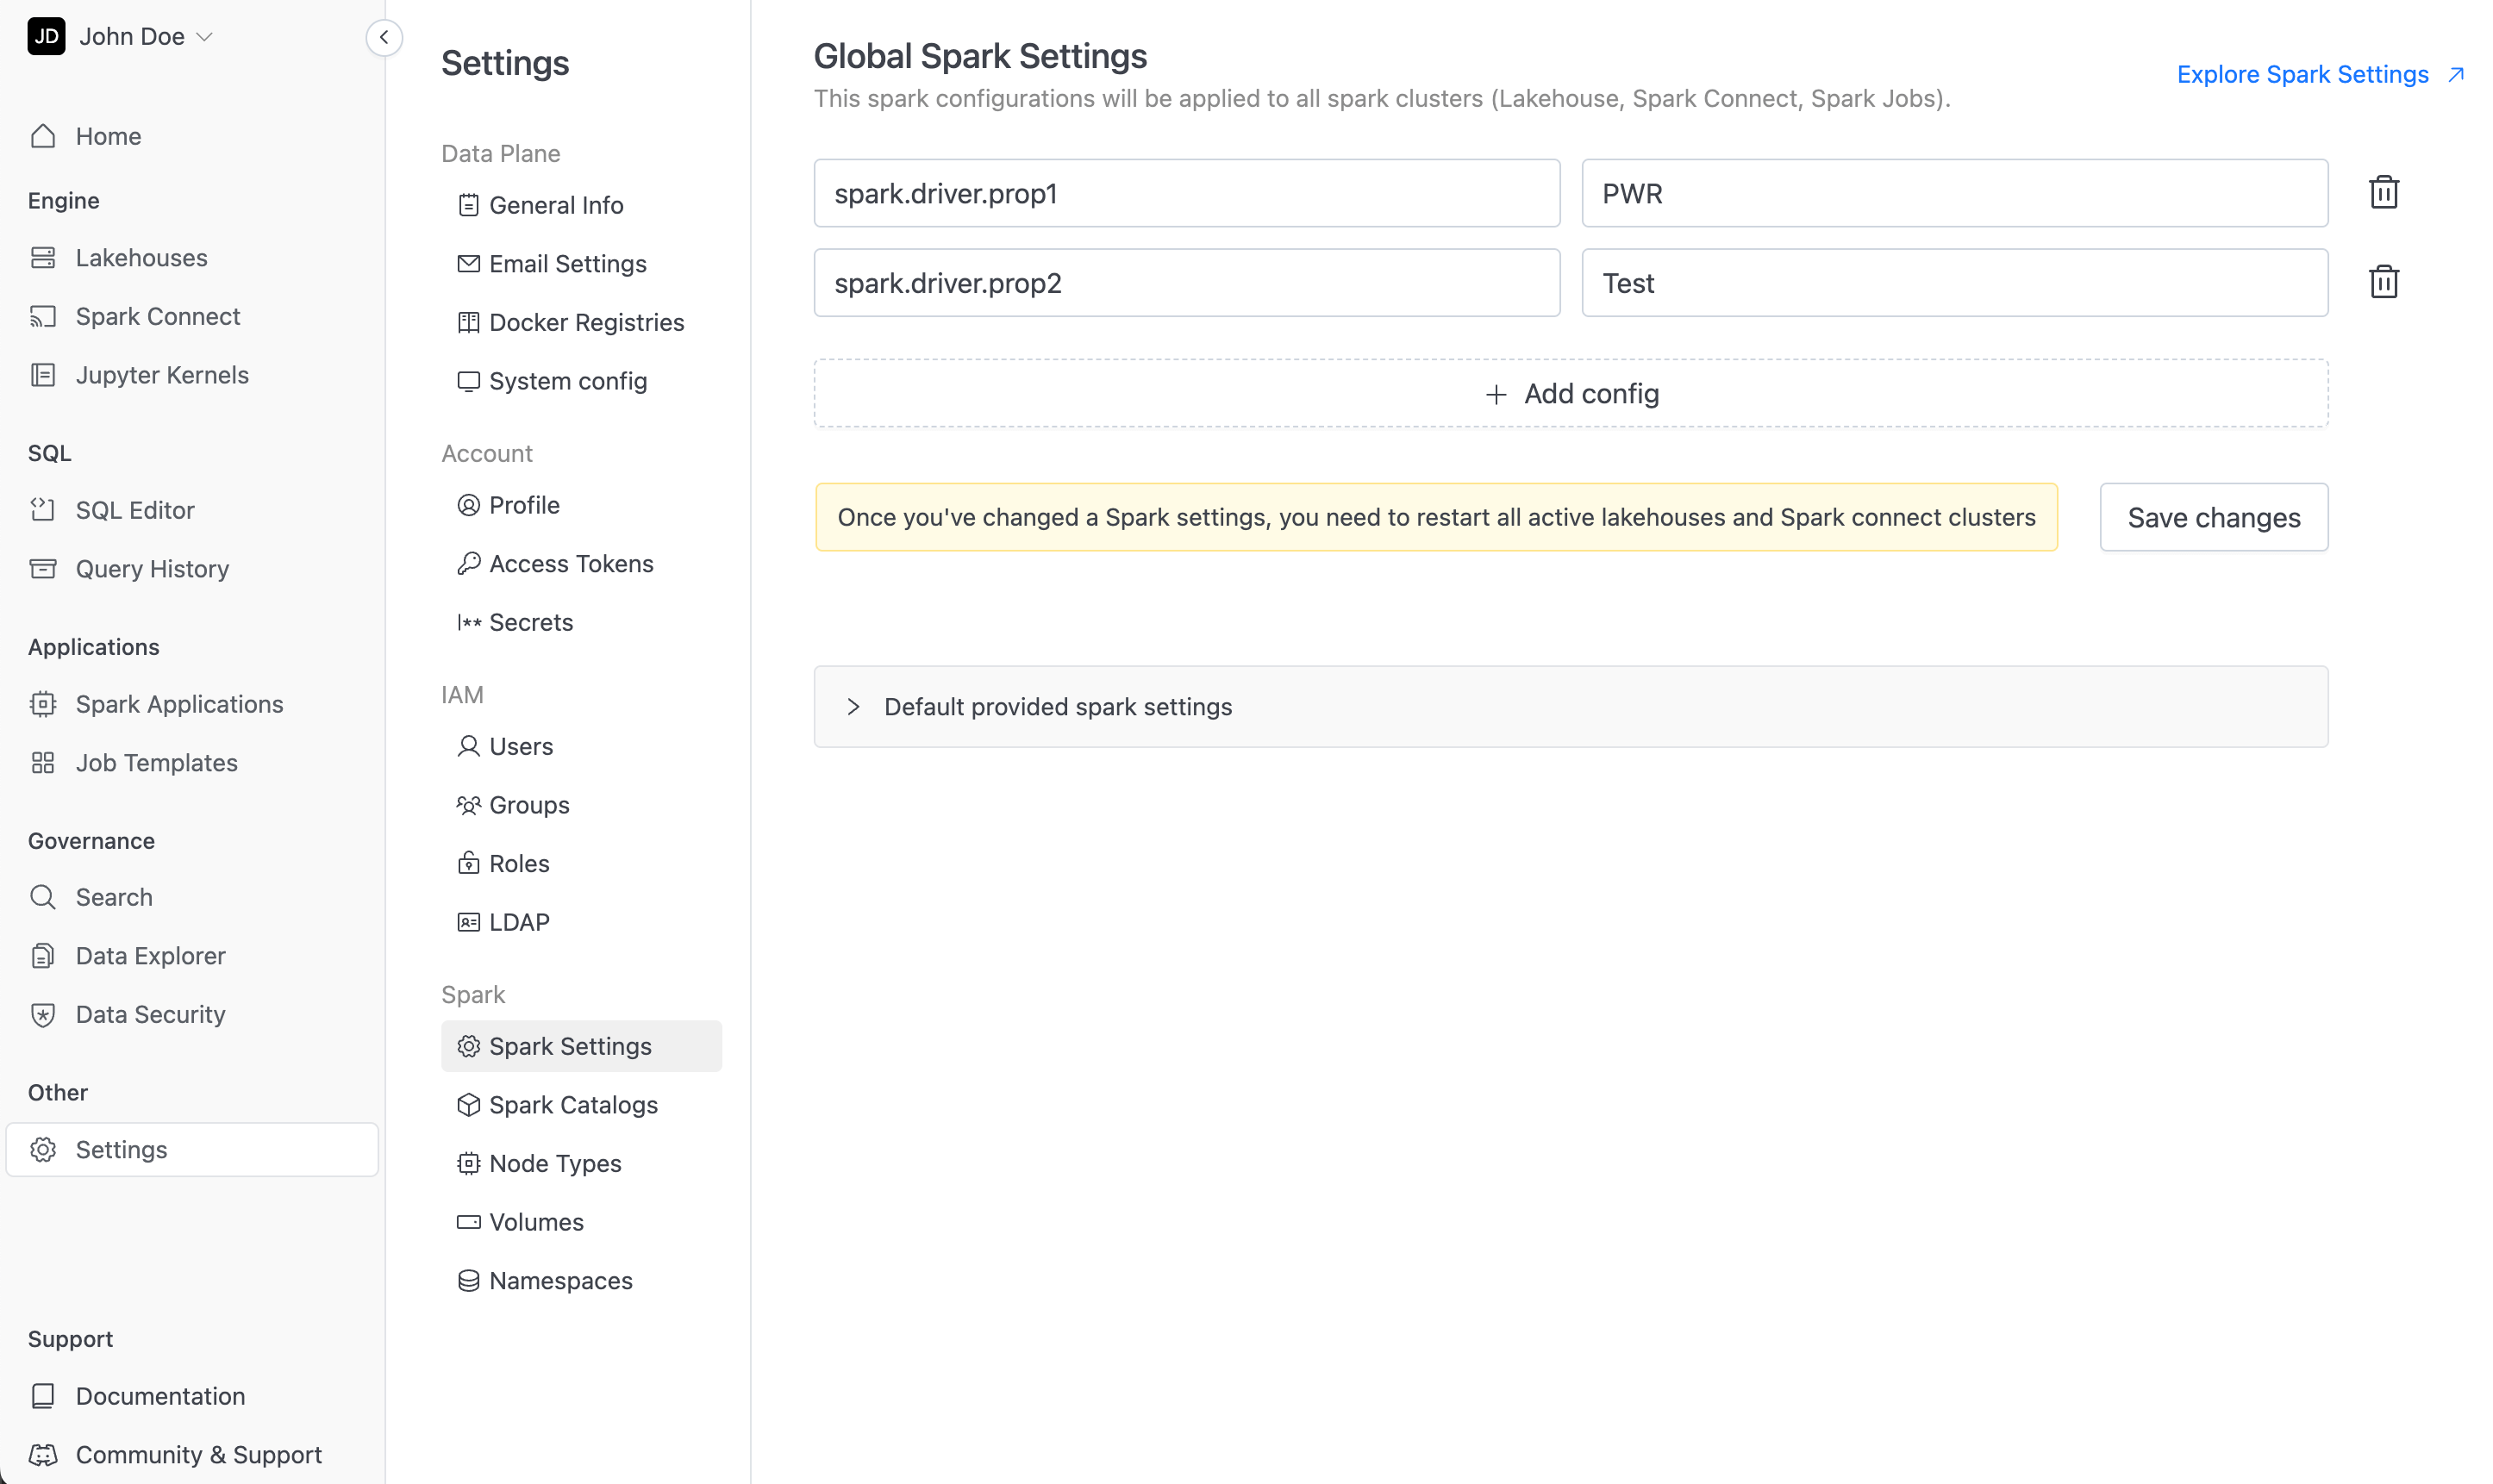 JD John Doe
Home
Engine
Lakehouses
Spark Connect
Jupyter Kernels
SQL
SQL Editor
Query History
Applications
Spark Applications
Job Templates
Governance
Search
Data Explorer
Data Security
Other
Settings
Support
Documentation
Community & Support
Settings
Data Plane
General Info
Email Settings
Docker Registries
System config
Account
Profile
Access Tokens
Secrets
IAM
Users
Groups
Roles
LDAP
Spark
Spark Settings
Spark Catalogs
Node Types
Volumes
Namespaces
Global Spark Settings
This spark configurations will be applied to all spark clusters (Lakehouse, Spark Connect, Spark Jobs).
Explore Spark Settings
spark.driver.prop1 PWR
spark.driver.prop2 Test
Add config
Once you've changed a Spark settings, you need to restart all active lakehouses and Spark connect clusters
Save changes
Default provided spark settings